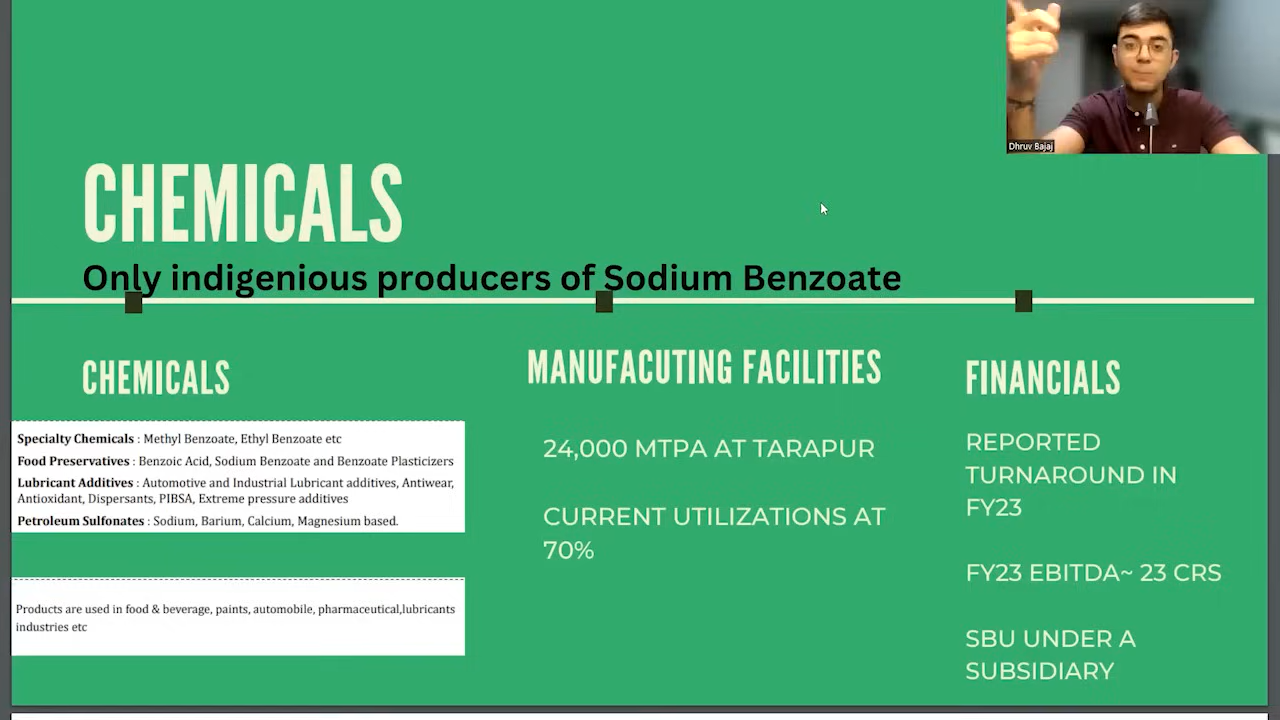 Dhruv Bajaj
CHEMICALS
Only indigenious producers of Sodium Benzoate
CHEMICALS
Specialty Chemicals : Methyl Benzoate, Ethyl Benzoate etc
Food Preservatives : Benzoic Acid, Sodium Benzoate and Benzoate Plasticizers
Lubricant Additives : Automotive and Industrial Lubricant additives, Antiwear,
Antioxidant, Dispersants, PIBSA, Extreme pressure additives
Petroleum Sulfonates : Sodium, Barium, Calcium, Magnesium based.
Products are used in food & beverage, paints, automobile, pharmaceutical,lubricants
industries etc
MANUFACUTING FACILITIES
24,000 MTPA AT TARAPUR
CURRENT UTILIZATIONS AT
70%
FINANCIALS
REPORTED
TURNAROUND IN
FY23
FY23 EBITDA~ 23 CRS
SBU UNDER A
SUBSIDIARY